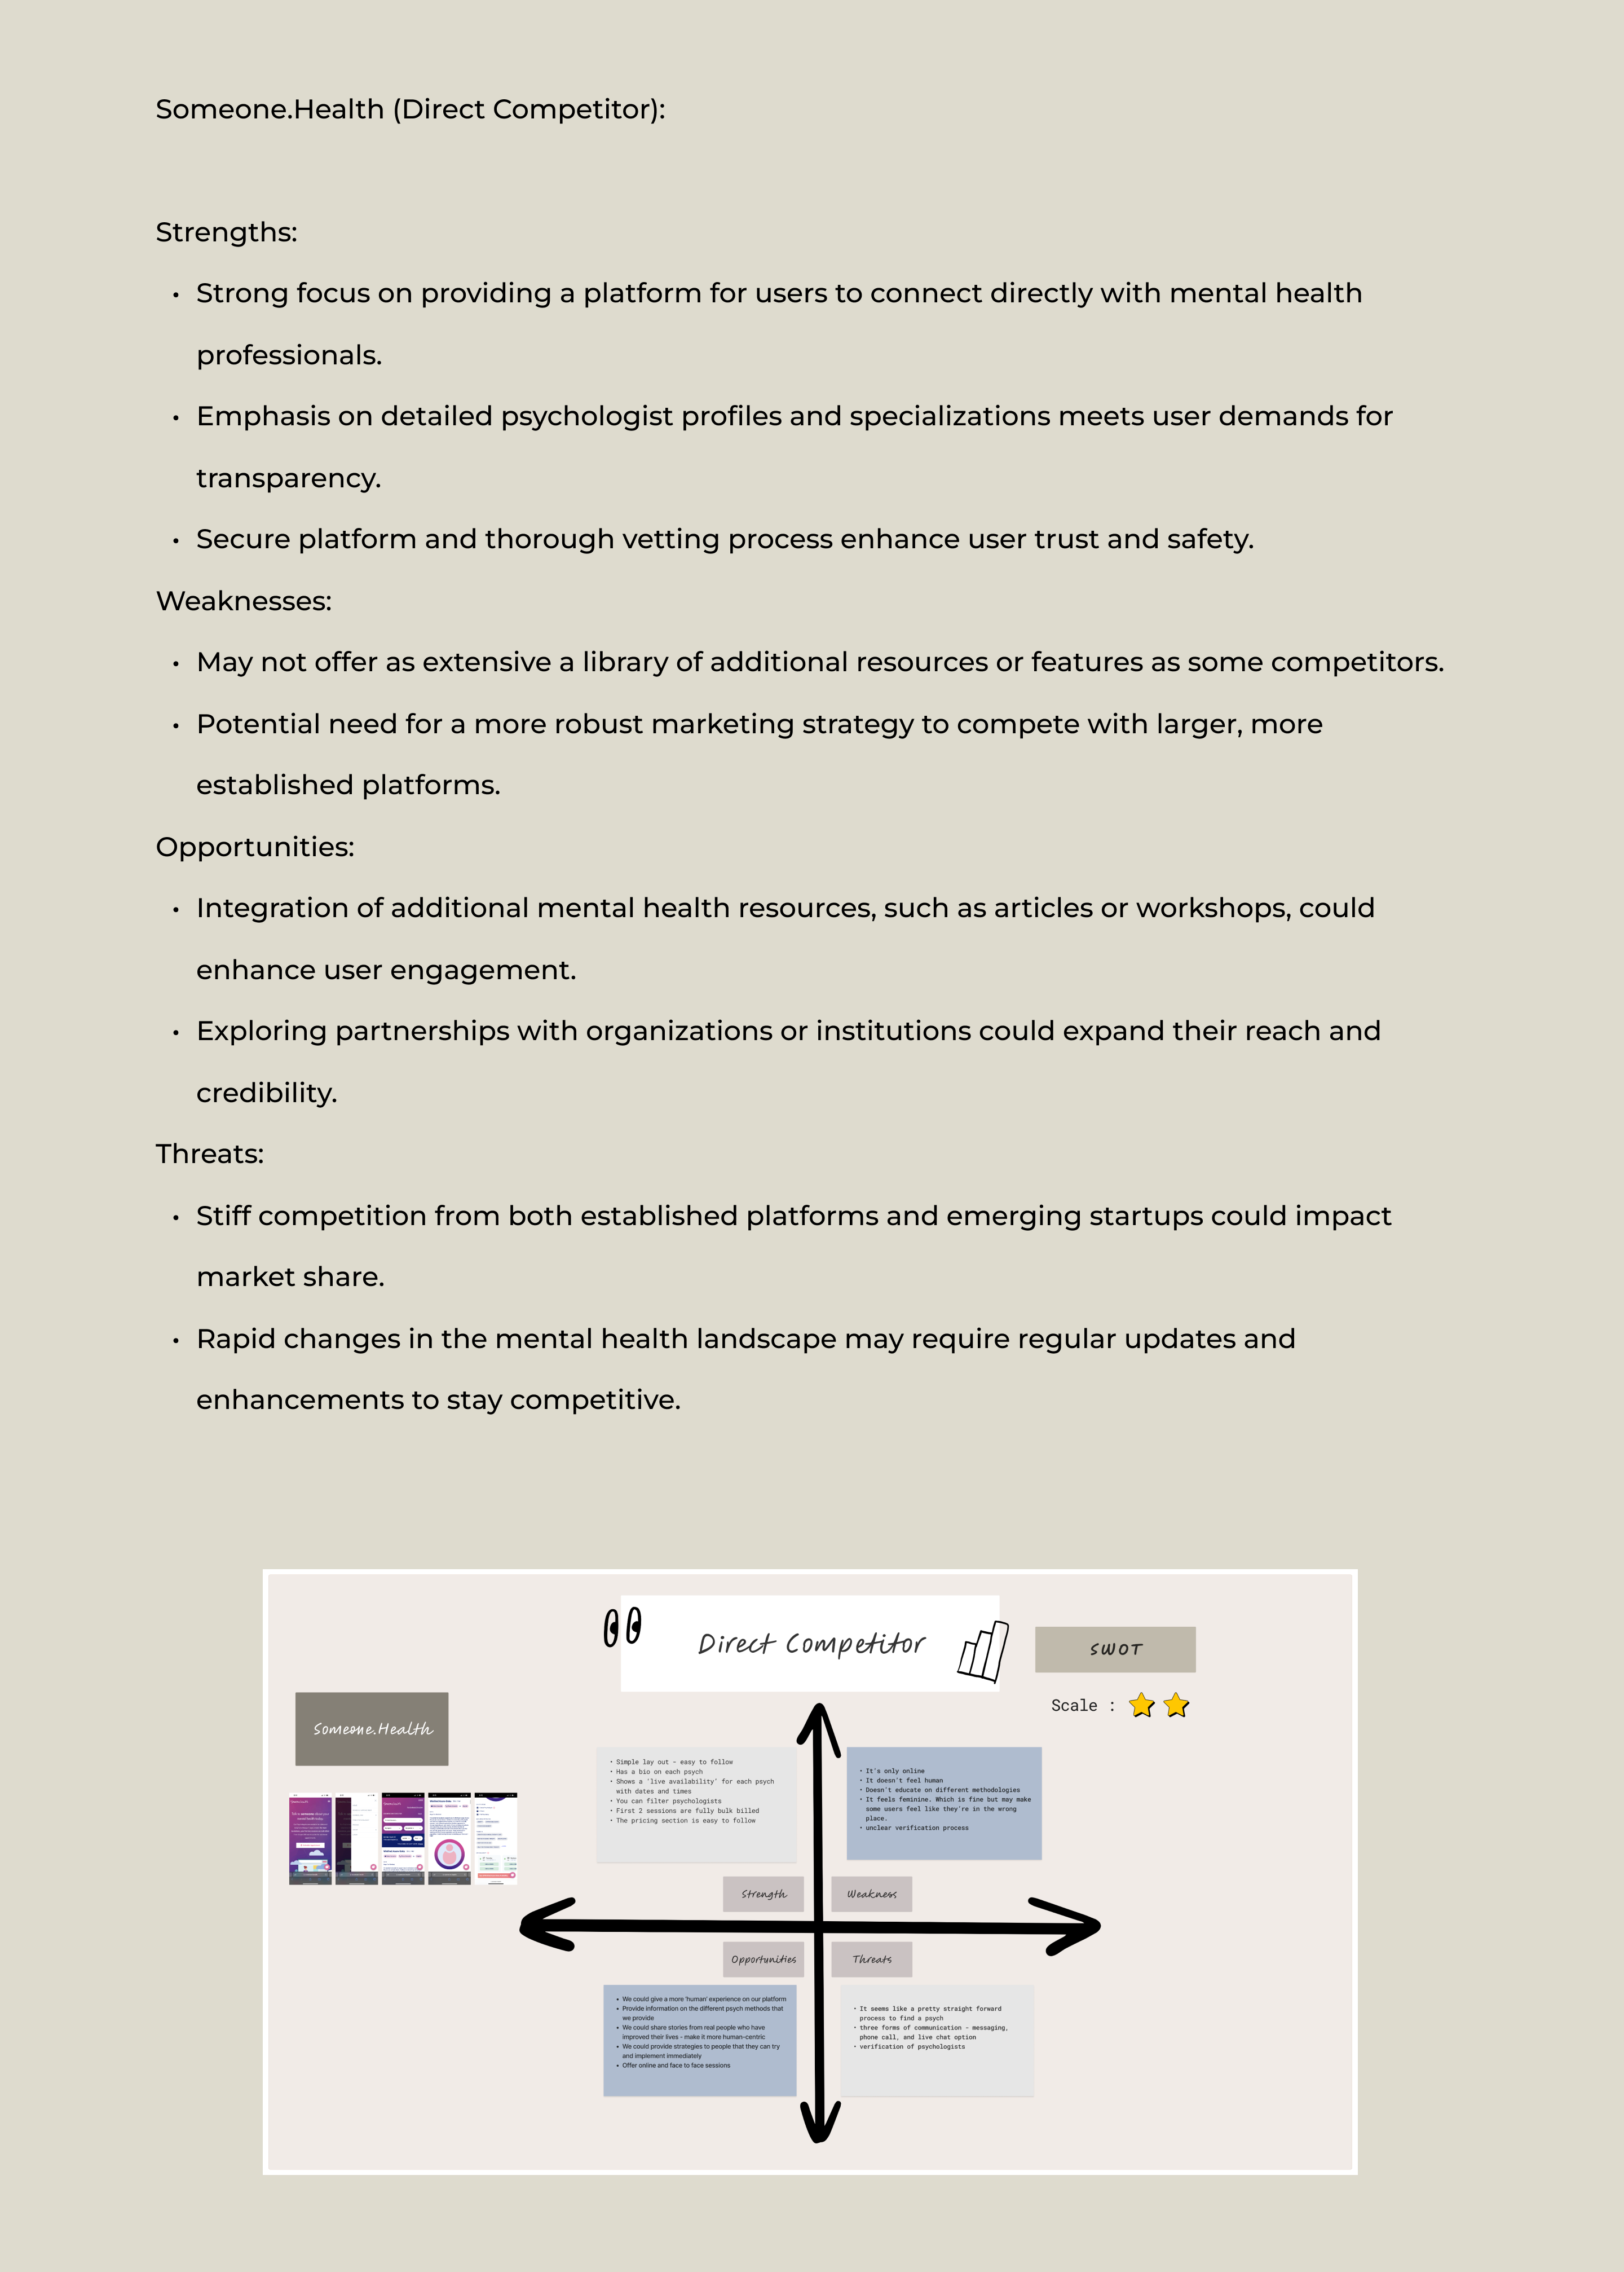 Someone.Health (Direct Competitor):
Strengths:
• Strong focus on providing a platform for users to connect directly with mental health
professionals.
• Emphasis on detailed psychologist profiles and specializations meets user demands for
transparency.
• Secure platform and thorough vetting process enhance user trust and safety.
Weaknesses:
• May not offer as extensive a library of additional resources or features as some competitors.
• Potential need for a more robust marketing strategy to compete with larger, more
established platforms.
Opportunities:
• Integration of additional mental health resources, such as articles or workshops, could
enhance user engagement.
• Exploring partnerships with organizations or institutions could expand their reach and
credibility.
Threats:
• Stiff competition from both established platforms and emerging startups could impact
market share.
• Rapid changes in the mental health landscape may require regular updates and
enhancements to stay competitive.
Direct Competitor
SWOT
Scale :
Someone.Health
• Simple lay out - easy to follow
• Has a bio on each psych
• Shows a 'live availability' for each psych
with dates and times
• You can filter psychologists
• First 2 sessions are fully bulk billed
• The pricing section is easy to follow
• It's only online
• It doesn't feel human
• Doesn't educate on different methodologies
• It feels feminine. Which is fine but may make
some users feel like they're in the wrong
place.
• unclear verification process
Strength
Weakness
Opportunities
Threats
• We could give a more 'human' experience on our platform
• Provide information on the different psych methods that
we provide
• We could share stories from real people who have
improved their lives - make it more human-centric
• We could provide strategies to people that they can try
and implement immediately
• Offer online and face to face sessions
• It seems like a pretty straight forward
process to find a psych
• three forms of communication - messaging,
phone call, and live chat option
• verification of psychologists